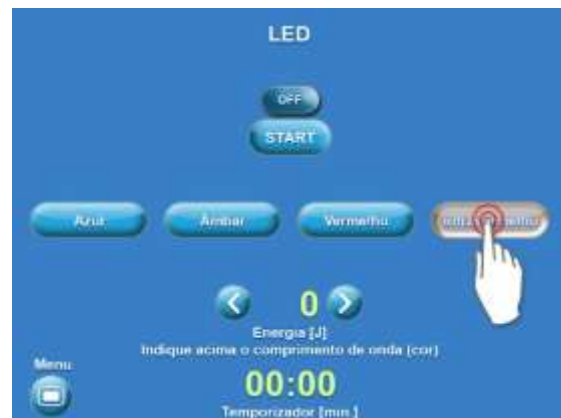 LED
OFF
START
Azul Âmbar Vermelho
0
Energia [J]
Indique acima o comprimento de onda (cor)
Menu
00:00
Temporizador [min.]